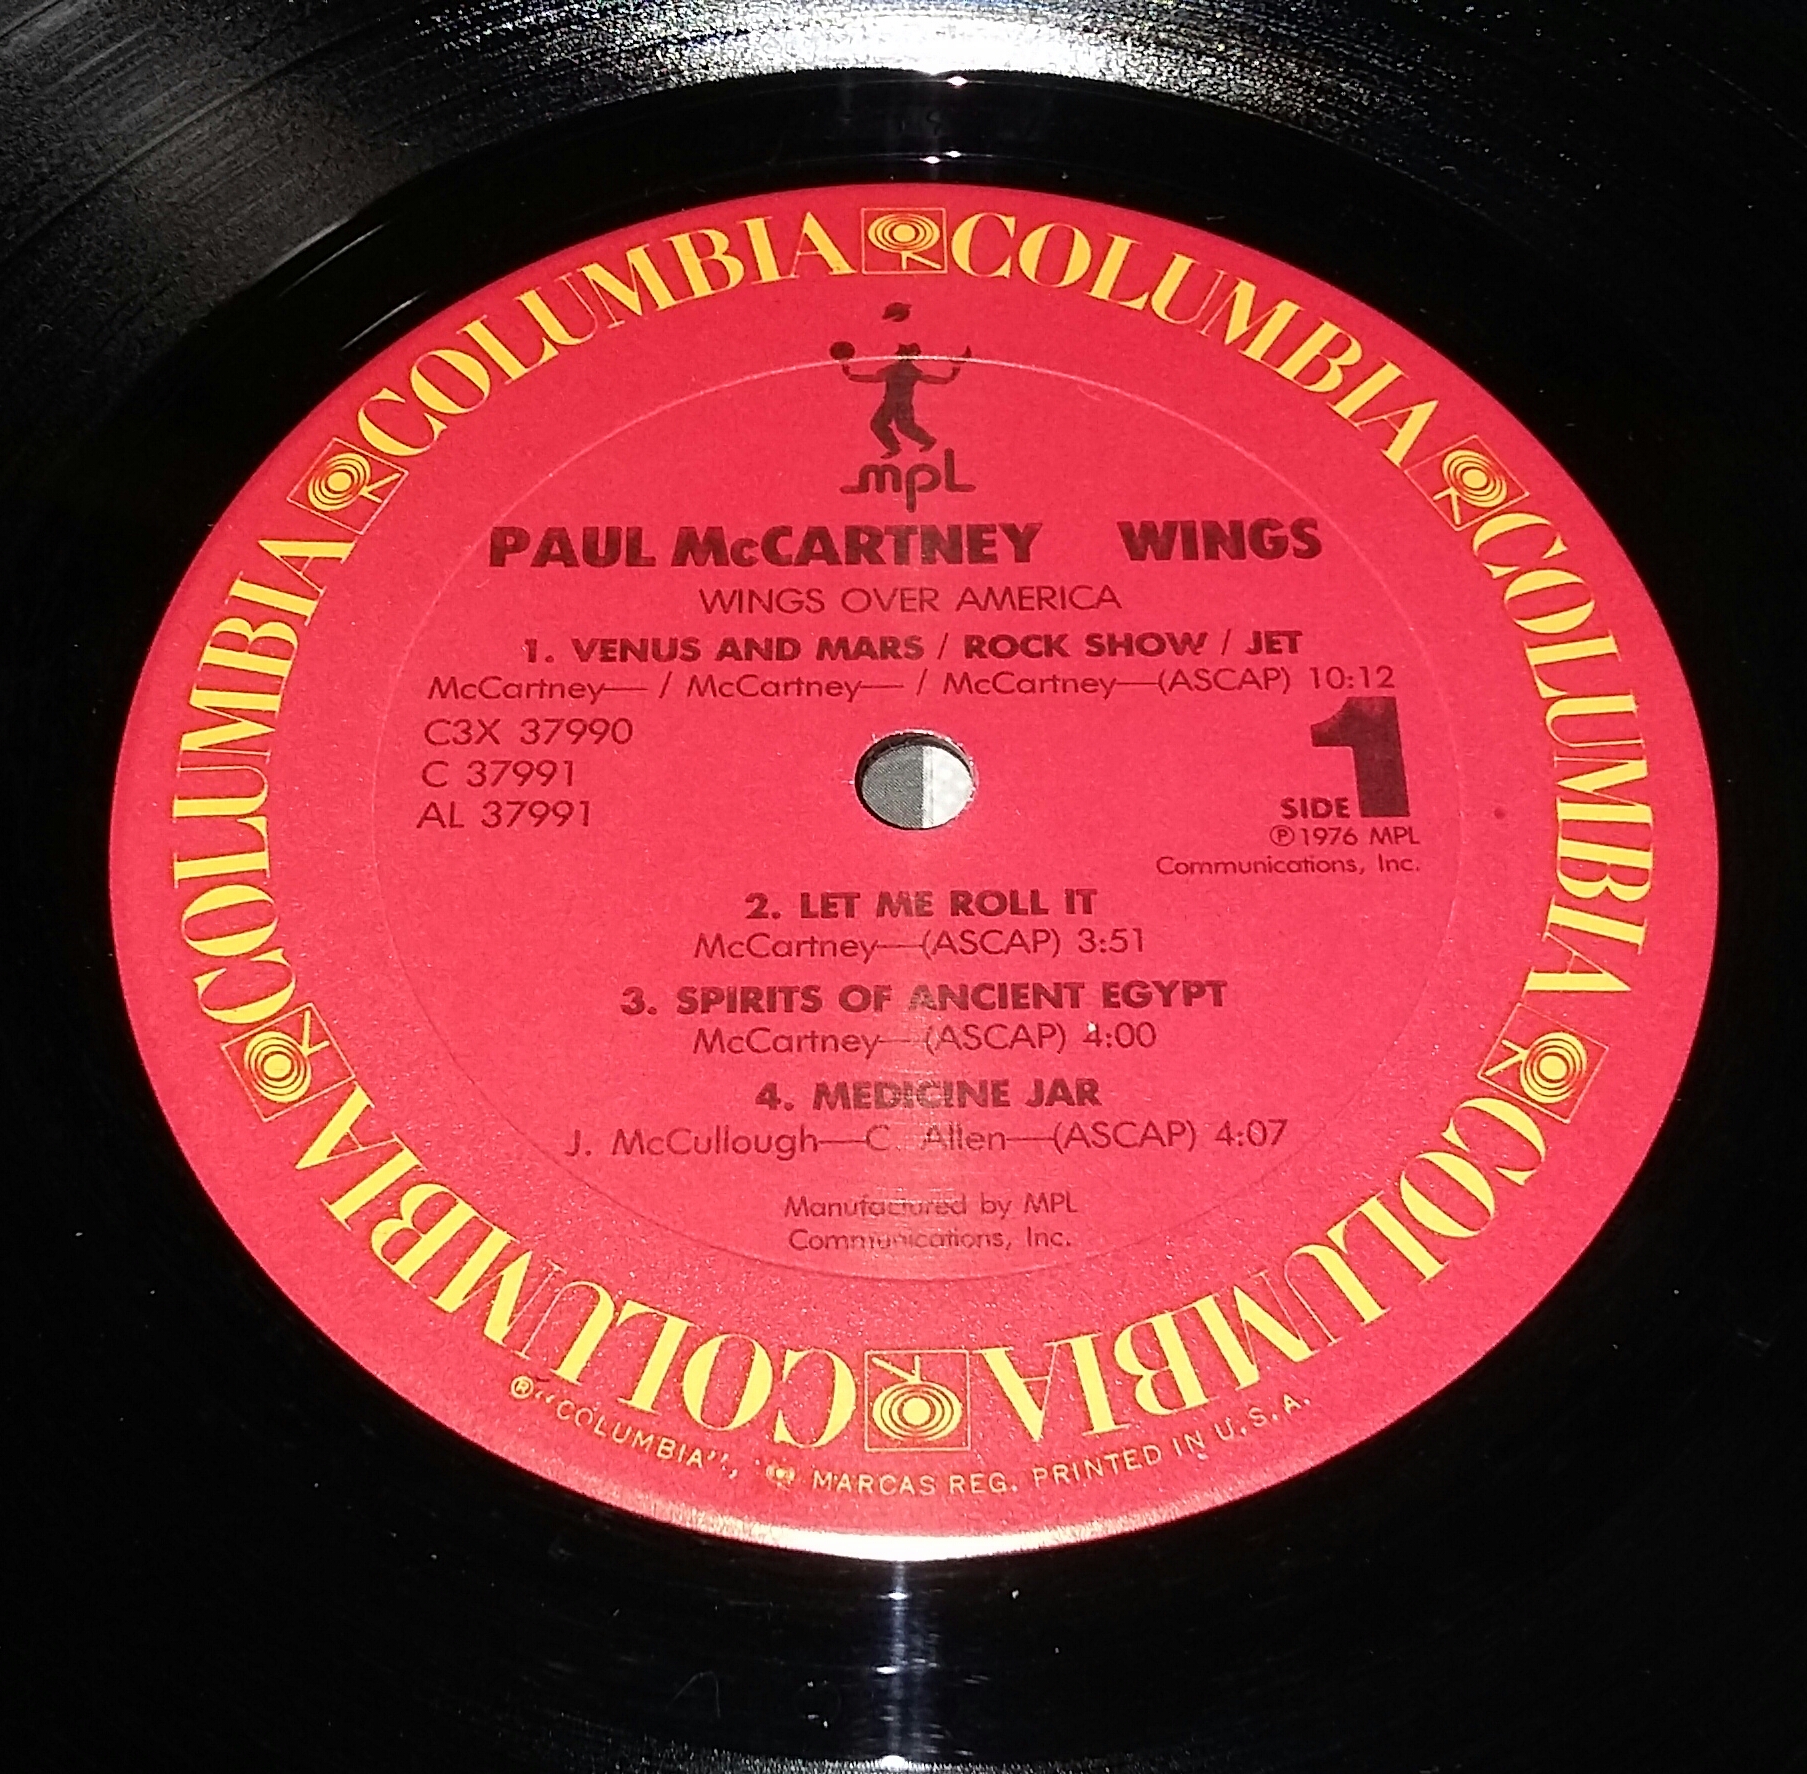 COLUMBIA COLUMBIA COLUMBIA COLUMBIA COLUMBIA COLUMBIA
mpl
PAUL McCARTNEY WINGS
WINGS OVER AMERICA
1. VENUS AND MARS / ROCK SHOW / JET
McCartney— / McCartney— / McCartney—(ASCAP) 10:12
C3X 37990
C 37991
AL 37991
SIDE 1
℗1976 MPL
Communications, Inc.
2. LET ME ROLL IT
McCartney—(ASCAP) 3:51
3. SPIRITS OF ANCIENT EGYPT
McCartney—(ASCAP) 4:00
4. MEDICINE JAR
J. McCullough—C. Allen—(ASCAP) 4:07
Manufactured by MPL
Communications, Inc.
®“COLUMBIA”, MARCAS REG. PRINTED IN U.S.A.